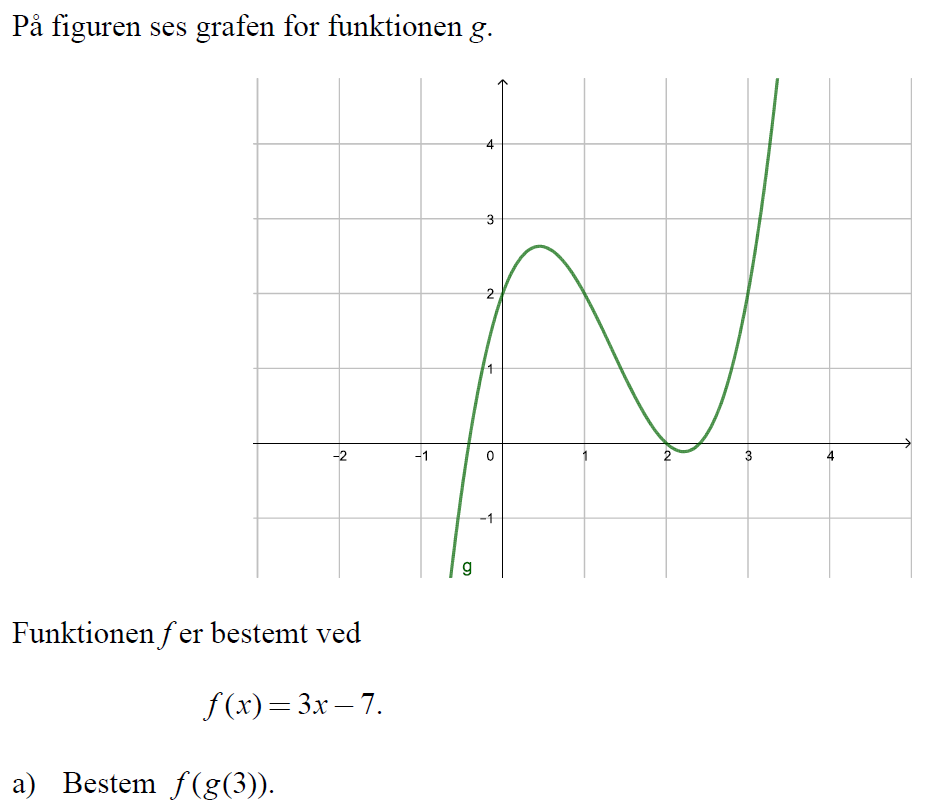 På figuren ses grafen for funktionen g.
4
3
2
1
-2 -1 0 1 2 3 4
-1
g
Funktionen f er bestemt ved
f(x) = 3x – 7.
a) Bestem f(g(3)).